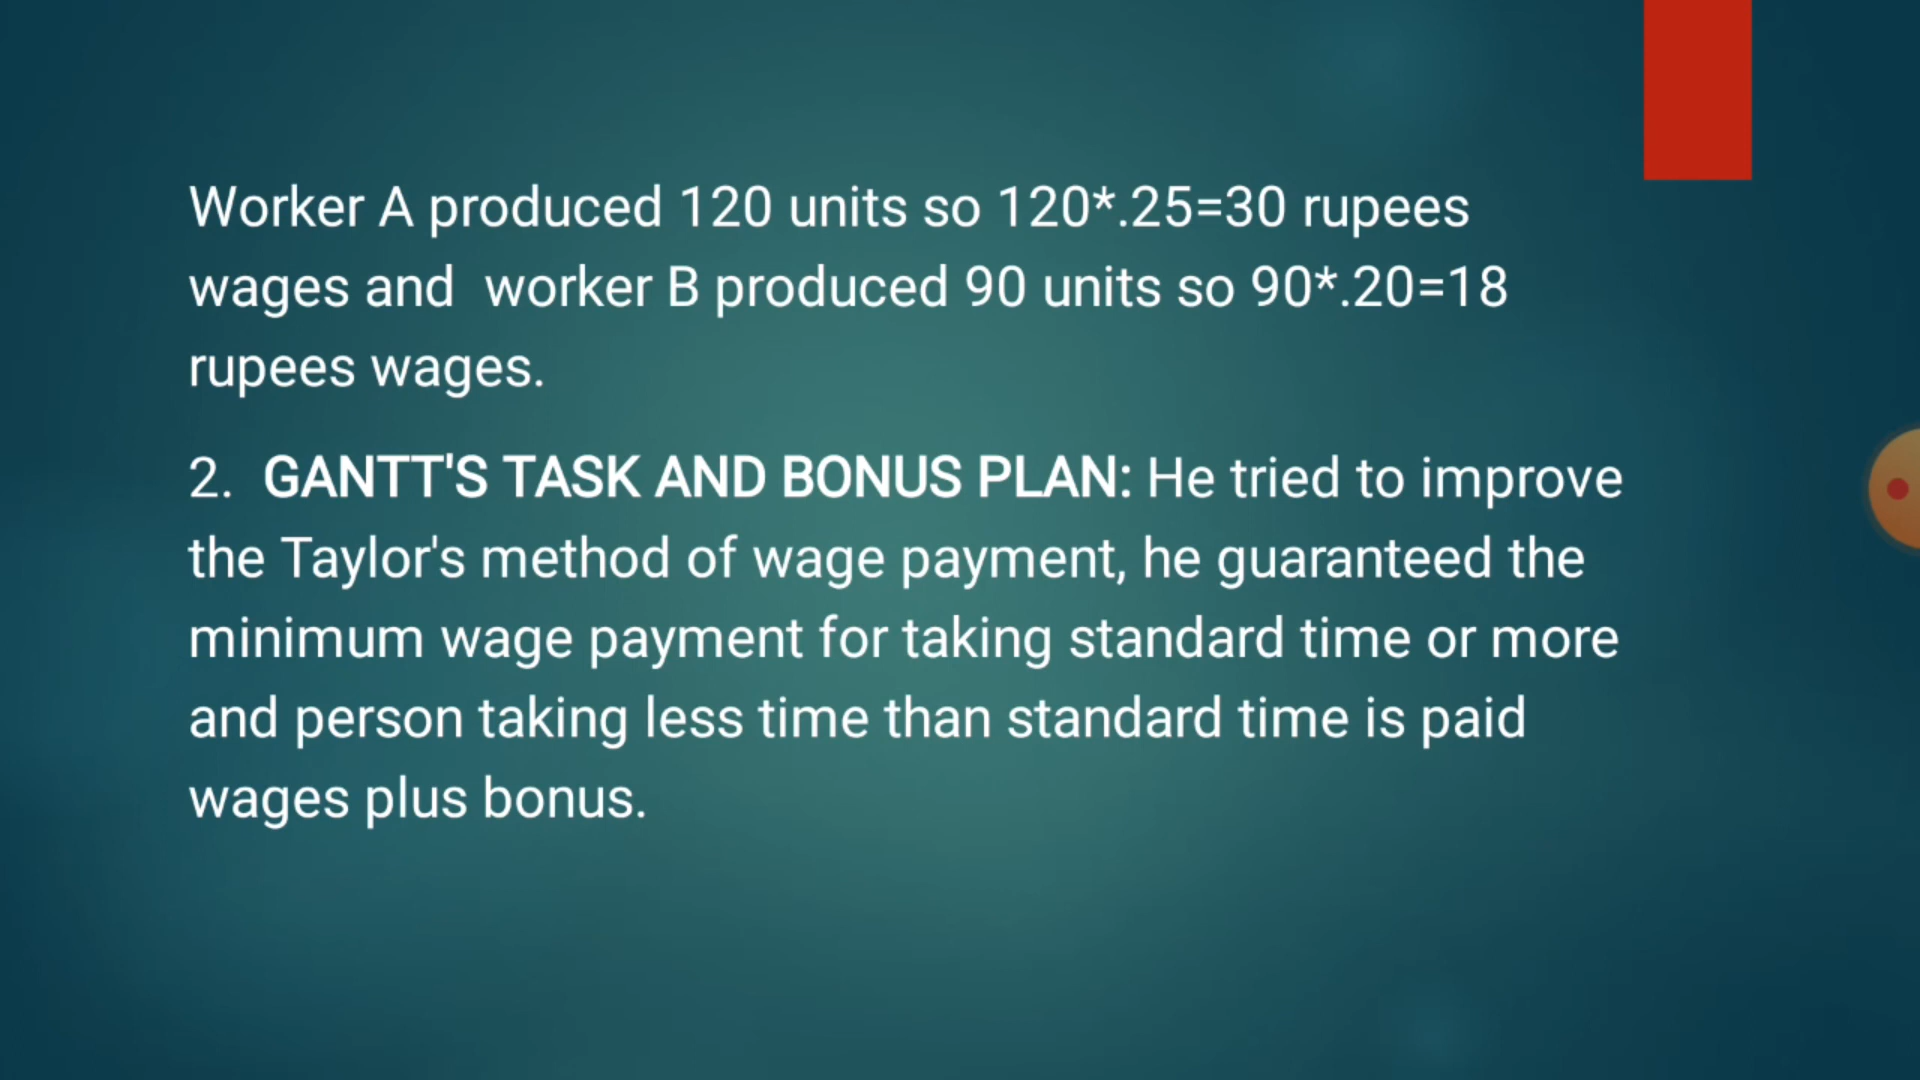 Worker A produced 120 units so 120*.25=30 rupees
wages and  worker B produced 90 units so 90*.20=18
rupees wages.
2.  GANTT'S TASK AND BONUS PLAN: He tried to improve
the Taylor's method of wage payment, he guaranteed the
minimum wage payment for taking standard time or more
and person taking less time than standard time is paid
wages plus bonus.